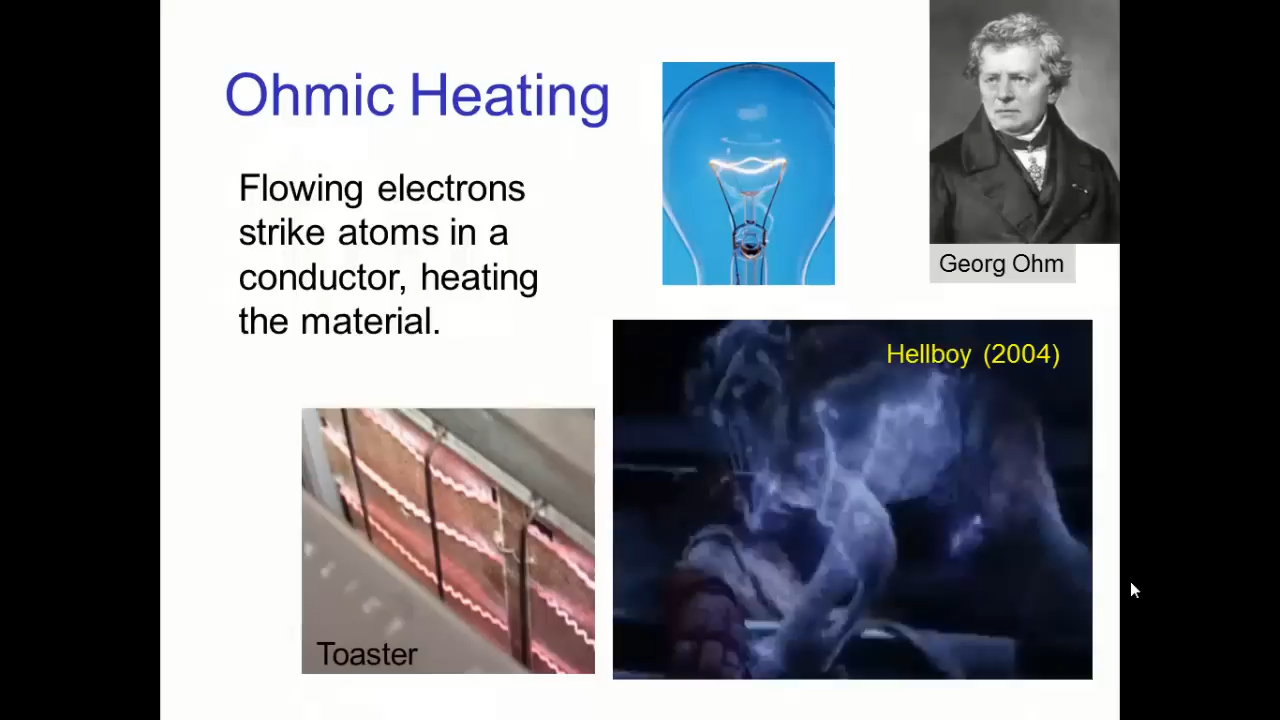 Ohmic Heating
Flowing electrons
strike atoms in a
conductor, heating
the material.
Georg Ohm
Hellboy (2004)
Toaster